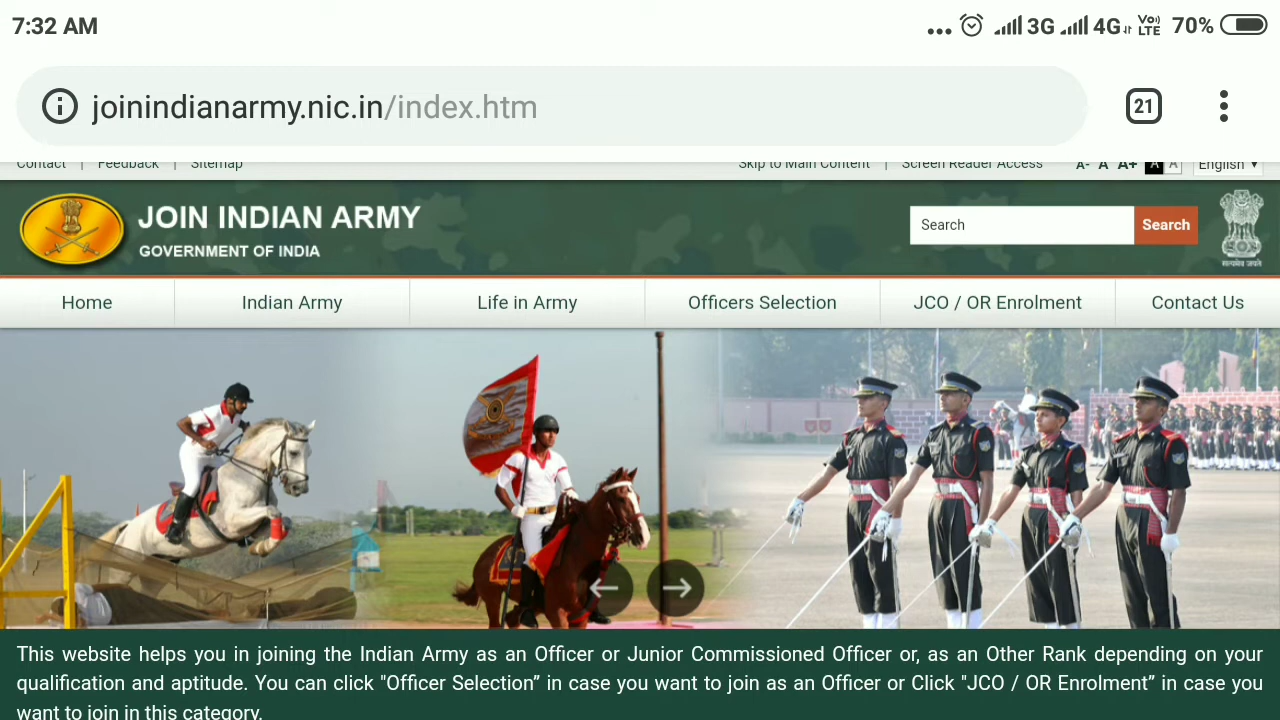 7:32 AM
... 3G 4G Vo)) LTE 70%
joinindianarmy.nic.in/index.htm
21
Contact | Feedback | Sitemap
Skip to Main Content | Screen Reader Access A- A A+ A A English ▼
JOIN INDIAN ARMY
GOVERNMENT OF INDIA
Search Search
सत्यमेव जयते
Home Indian Army Life in Army Officers Selection JCO / OR Enrolment Contact Us
This website helps you in joining the Indian Army as an Officer or Junior Commissioned Officer or, as an Other Rank depending on your
qualification and aptitude. You can click "Officer Selection” in case you want to join as an Officer or Click "JCO / OR Enrolment” in case you
want to join in this category.